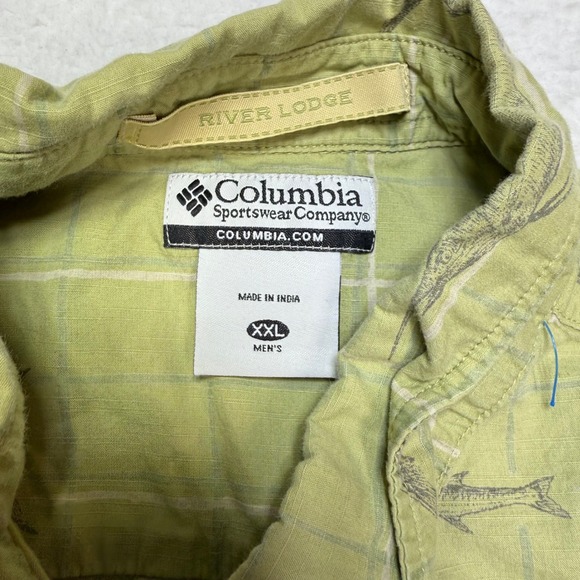 RIVER LODGE
Columbia
Sportswear Company®
COLUMBIA.COM
MADE IN INDIA
XXL
MEN'S